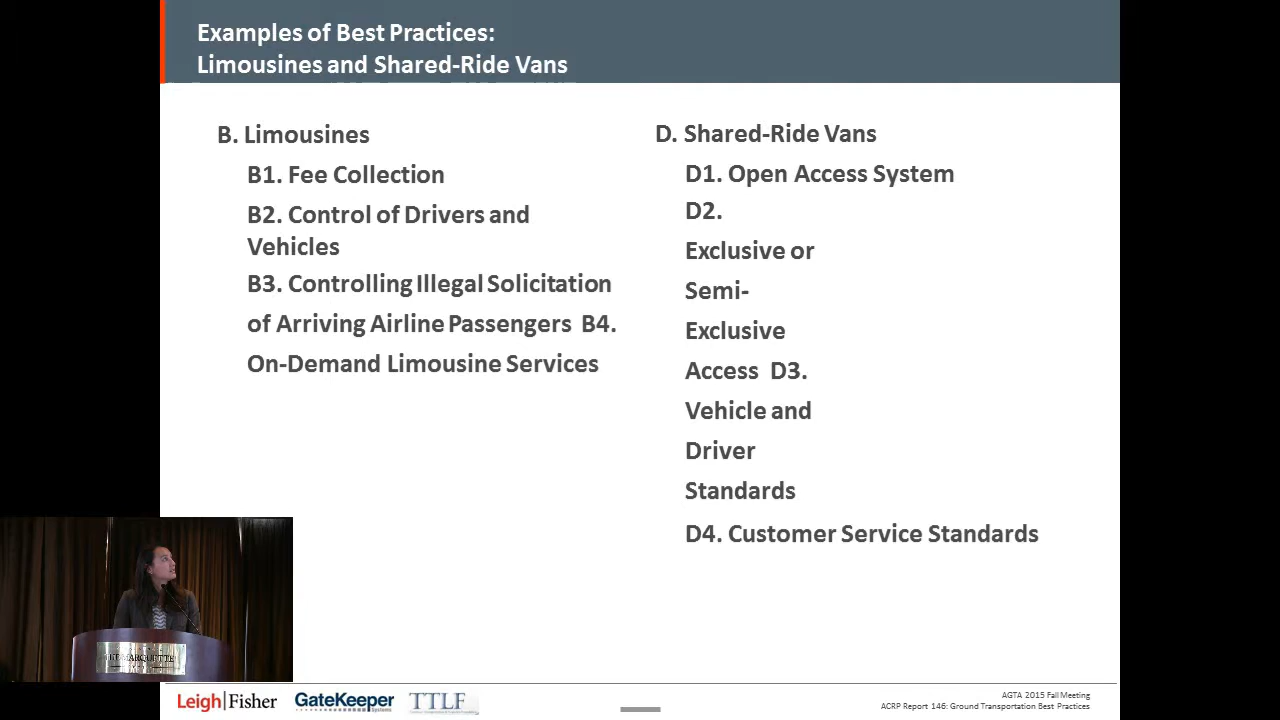 Examples of Best Practices:
Limousines and Shared-Ride Vans
B. Limousines
B1. Fee Collection
B2. Control of Drivers and
Vehicles
B3. Controlling Illegal Solicitation
of Arriving Airline Passengers B4.
On-Demand Limousine Services
D. Shared-Ride Vans
D1. Open Access System
D2.
Exclusive or
Semi-
Exclusive
Access D3.
Vehicle and
Driver
Standards
D4. Customer Service Standards
MARQUETTE
Leigh|Fisher
GateKeeper
Systems
TTLF
AGTA 2015 Fall Meeting
ACRP Report 146: Ground Transportation Best Practices